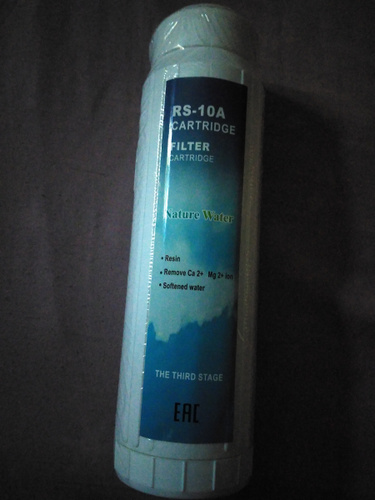 RS-10A
CARTRIDGE
FILTER
CARTRIDGE
Nature Water
• Resin
• Remove Ca 2+ Mg 2+ ions
• Softened water
THE THIRD STAGE
EAC